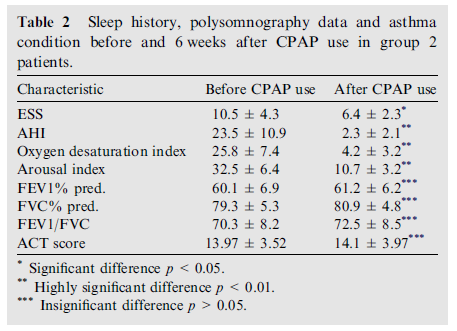 Table 2 Sleep history, polysomnography data and asthma
condition before and 6 weeks after CPAP use in group 2
patients.
Characteristic Before CPAP use After CPAP use
ESS 10.5 ± 4.3 6.4 ± 2.3*
AHI 23.5 ± 10.9 2.3 ± 2.1**
Oxygen desaturation index 25.8 ± 7.4 4.2 ± 3.2**
Arousal index 32.5 ± 6.4 10.7 ± 3.2**
FEV1% pred. 60.1 ± 6.9 61.2 ± 6.2***
FVC% pred. 79.3 ± 5.3 80.9 ± 4.8***
FEV1/FVC 70.3 ± 8.2 72.5 ± 8.5***
ACT score 13.97 ± 3.52 14.1 ± 3.97***
* Significant difference p < 0.05.
** Highly significant difference p < 0.01.
*** Insignificant difference p > 0.05.